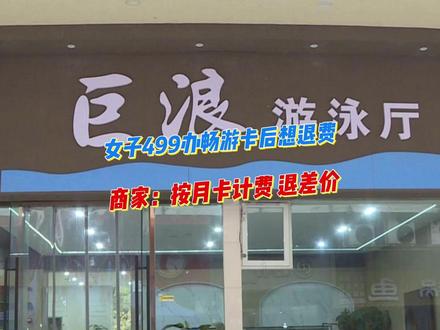 巨浪 游泳厅
女子499办畅游卡后想退费
商家：按月卡计费 退差价